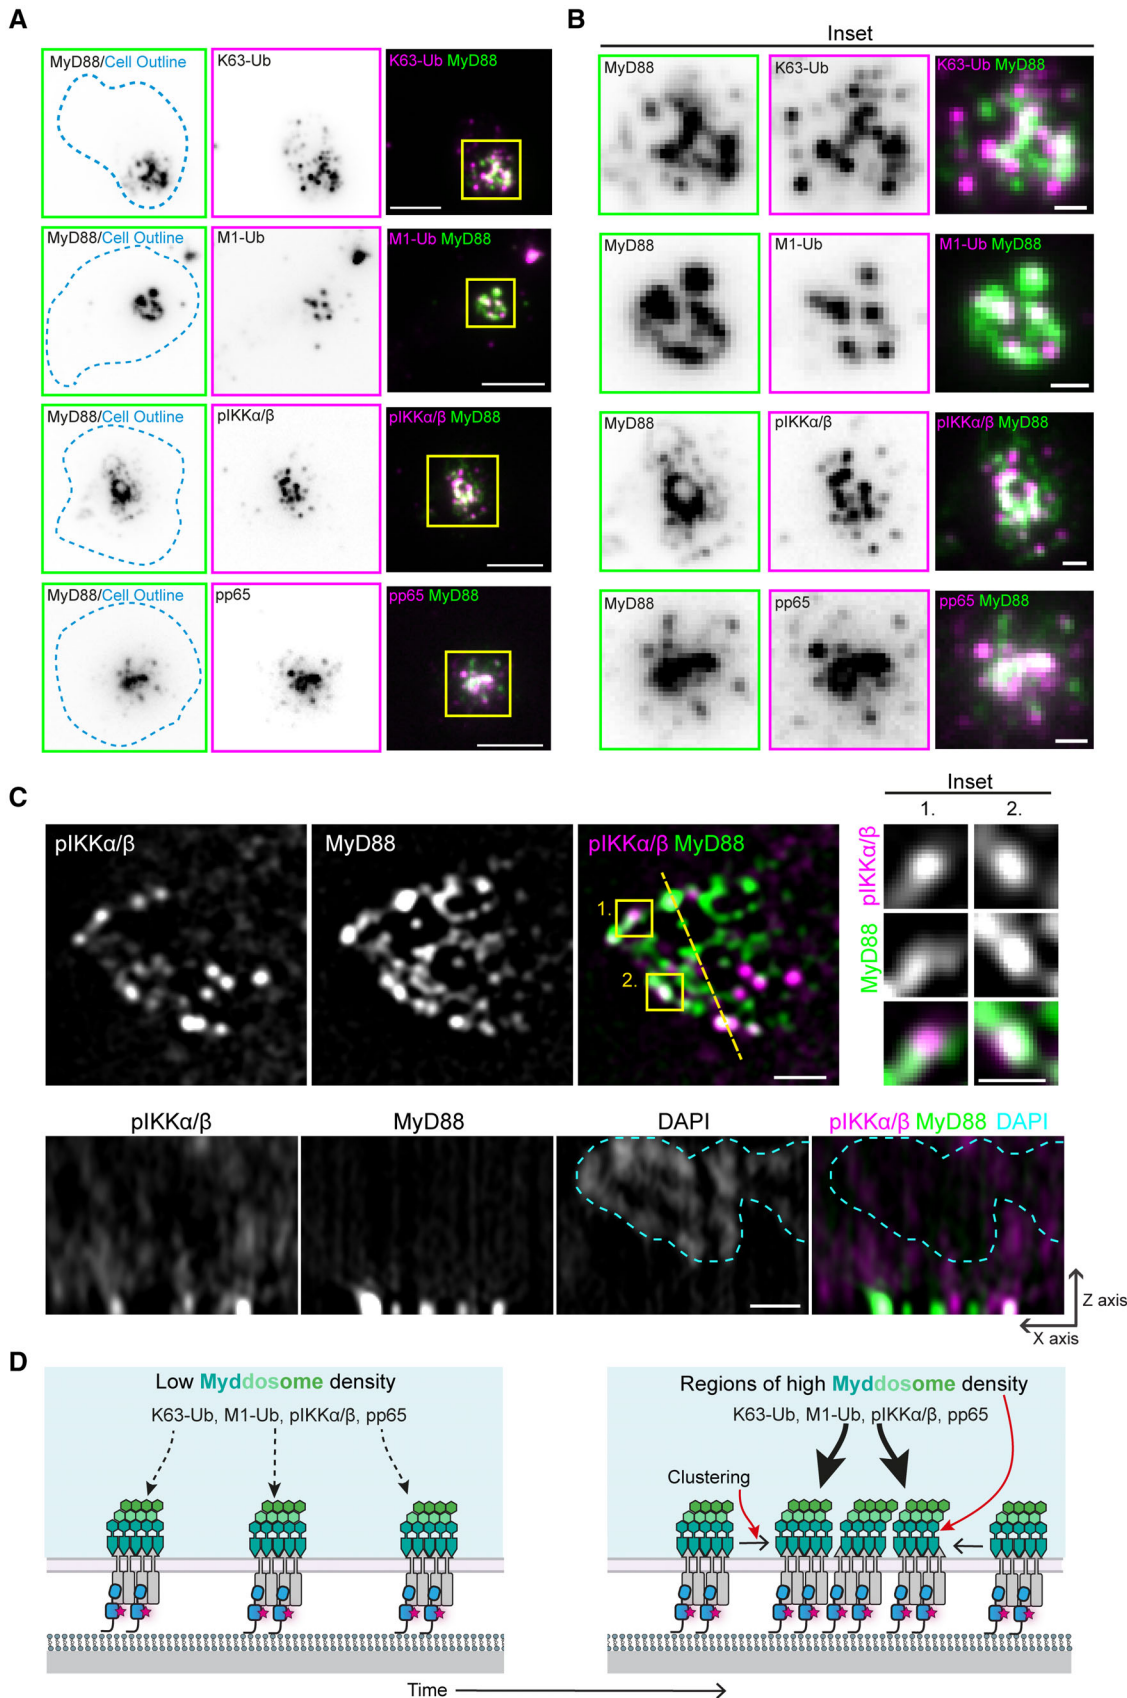 A
MyD88/Cell Outline
K63-Ub
K63-Ub MyD88
MyD88/Cell Outline
M1-Ub
M1-Ub MyD88
MyD88/Cell Outline
pIKKα/β
pIKKα/β MyD88
MyD88/Cell Outline
pp65
pp65 MyD88
B
Inset
MyD88
K63-Ub
K63-Ub MyD88
MyD88
M1-Ub
M1-Ub MyD88
MyD88
pIKKα/β
pIKKα/β MyD88
MyD88
pp65
pp65 MyD88
C
pIKKα/β
MyD88
pIKKα/β MyD88
1.
2.
Inset
1. 2.
pIKKα/β
MyD88
pIKKα/β
MyD88
DAPI
pIKKα/β MyD88 DAPI
Z axis
X axis
D
Low Myddosome density
K63-Ub, M1-Ub, pIKKα/β, pp65
Regions of high Myddosome density
K63-Ub, M1-Ub, pIKKα/β, pp65
Clustering
Time